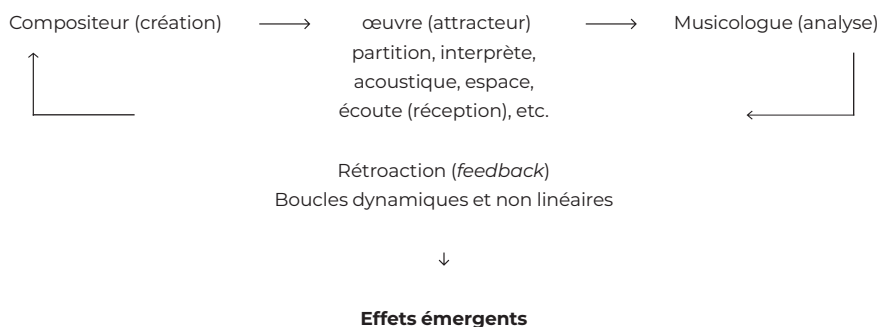 Compositeur (création) → œuvre (attracteur) → Musicologue (analyse)
partition, interprète,
acoustique, espace,
écoute (réception), etc.
Rétroaction (feedback)
Boucles dynamiques et non linéaires
↓
Effets émergents